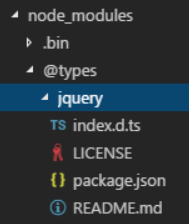 node_modules
.bin
@types
jquery
TS index.d.ts
LICENSE
{} package.json
README.md